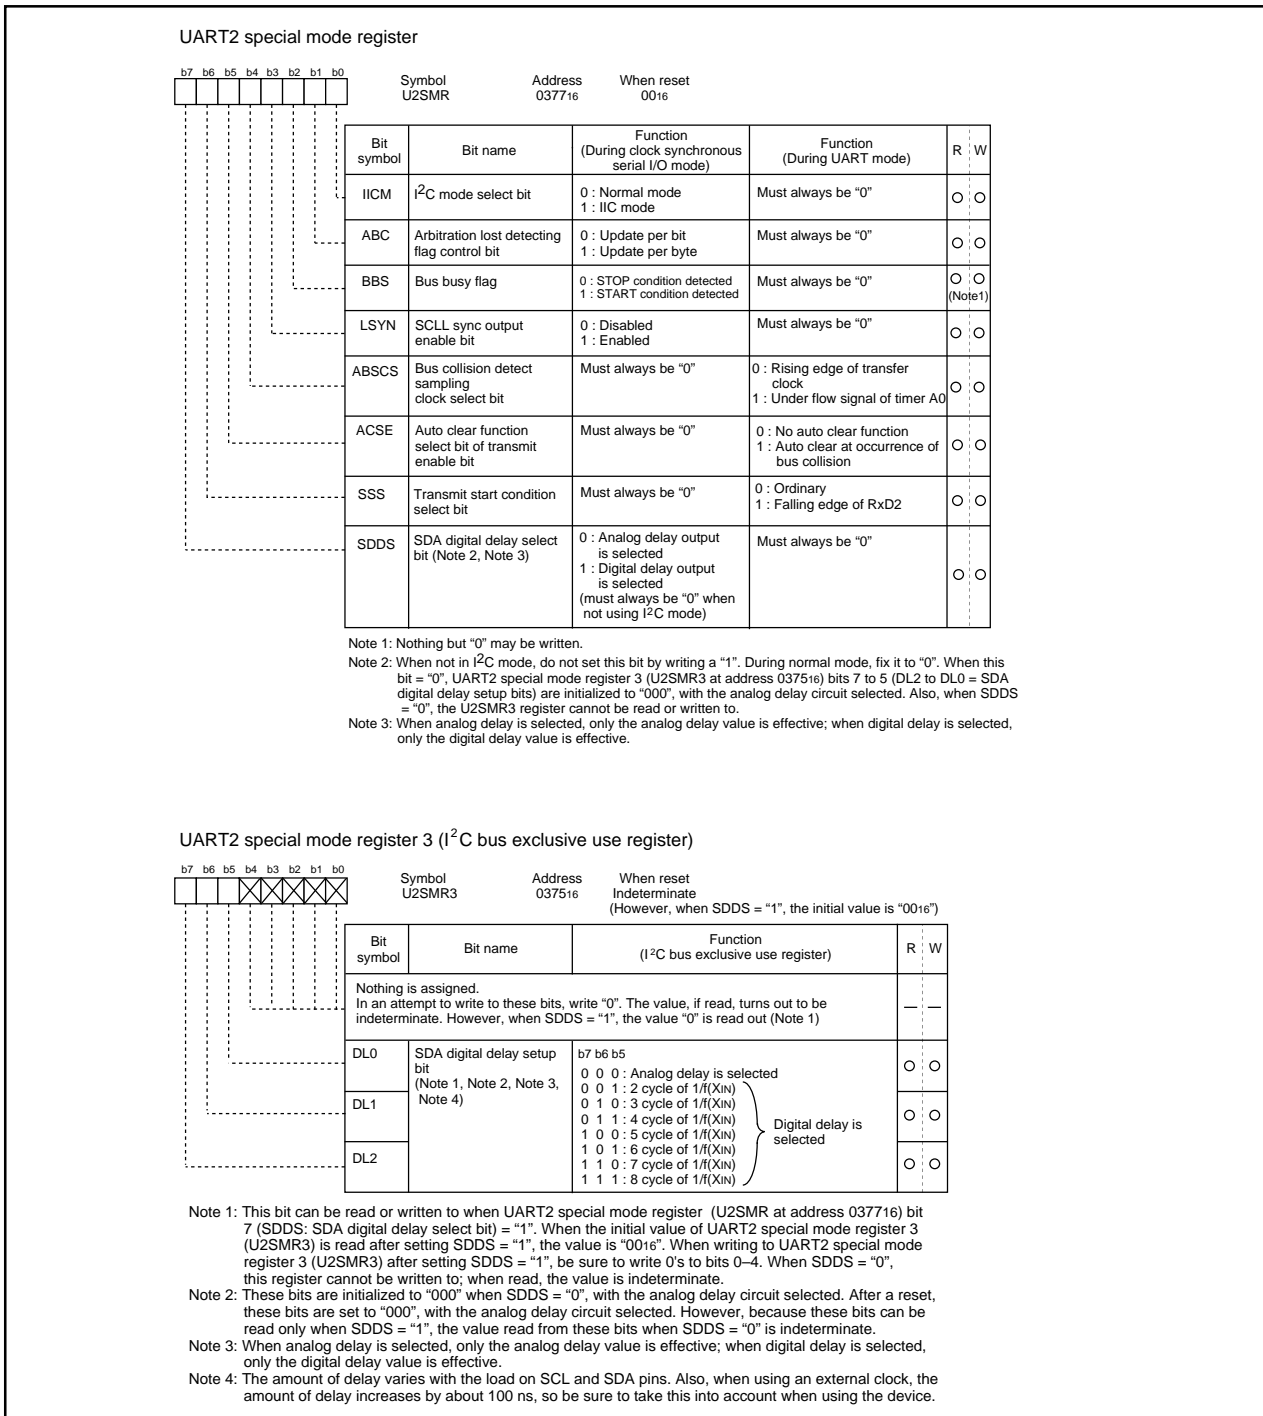 UART2 special mode register
b7 b6 b5 b4 b3 b2 b1 b0
Symbol Address When reset
U2SMR 037716 0016
Bit symbol Bit name Function (During clock synchronous serial I/O mode) Function (During UART mode) R W
IICM I2C mode select bit 0 : Normal mode Must always be “0”
1 : IIC mode
ABC Arbitration lost detecting 0 : Update per bit Must always be “0”
flag control bit 1 : Update per byte
BBS Bus busy flag 0 : STOP condition detected Must always be “0”
1 : START condition detected (Note1)
LSYN SCLL sync output 0 : Disabled Must always be “0”
enable bit 1 : Enabled
ABSCS Bus collision detect Must always be “0” 0 : Rising edge of transfer
sampling clock
clock select bit 1 : Under flow signal of timer A0
ACSE Auto clear function Must always be “0” 0 : No auto clear function
select bit of transmit 1 : Auto clear at occurrence of
enable bit bus collision
SSS Transmit start condition Must always be “0” 0 : Ordinary
select bit 1 : Falling edge of RxD2
SDDS SDA digital delay select 0 : Analog delay output Must always be “0”
bit (Note 2, Note 3) is selected
1 : Digital delay output
is selected
(must always be “0” when
not using I2C mode)
Note 1: Nothing but “0” may be written.
Note 2: When not in I2C mode, do not set this bit by writing a “1”. During normal mode, fix it to “0”. When this
bit = “0”, UART2 special mode register 3 (U2SMR3 at address 037516) bits 7 to 5 (DL2 to DL0 = SDA
digital delay setup bits) are initialized to “000”, with the analog delay circuit selected. Also, when SDDS
= “0”, the U2SMR3 register cannot be read or written to.
Note 3: When analog delay is selected, only the analog delay value is effective; when digital delay is selected,
only the digital delay value is effective.
UART2 special mode register 3 (I2C bus exclusive use register)
b7 b6 b5 b4 b3 b2 b1 b0
Symbol Address When reset
U2SMR3 037516 Indeterminate
(However, when SDDS = “1”, the initial value is “0016”)
Bit symbol Bit name Function (I2C bus exclusive use register) R W
Nothing is assigned.
In an attempt to write to these bits, write “0”. The value, if read, turns out to be
indeterminate. However, when SDDS = “1”, the value “0” is read out (Note 1)
DL0 SDA digital delay setup b7 b6 b5
bit 0 0 0 : Analog delay is selected
(Note 1, Note 2, Note 3, 0 0 1 : 2 cycle of 1/f(XIN)
DL1 Note 4) 0 1 0 : 3 cycle of 1/f(XIN)
0 1 1 : 4 cycle of 1/f(XIN) Digital delay is
1 0 0 : 5 cycle of 1/f(XIN) selected
DL2 1 0 1 : 6 cycle of 1/f(XIN)
1 1 0 : 7 cycle of 1/f(XIN)
1 1 1 : 8 cycle of 1/f(XIN)
Note 1: This bit can be read or written to when UART2 special mode register (U2SMR at address 037716) bit
7 (SDDS: SDA digital delay select bit) = “1”. When the initial value of UART2 special mode register 3
(U2SMR3) is read after setting SDDS = “1”, the value is “0016”. When writing to UART2 special mode
register 3 (U2SMR3) after setting SDDS = “1”, be sure to write 0's to bits 0–4. When SDDS = “0”,
this register cannot be written to; when read, the value is indeterminate.
Note 2: These bits are initialized to “000” when SDDS = “0”, with the analog delay circuit selected. After a reset,
these bits are set to “000”, with the analog delay circuit selected. However, because these bits can be
read only when SDDS = “1”, the value read from these bits when SDDS = “0” is indeterminate.
Note 3: When analog delay is selected, only the analog delay value is effective; when digital delay is selected,
only the digital delay value is effective.
Note 4: The amount of delay varies with the load on SCL and SDA pins. Also, when using an external clock, the
amount of delay increases by about 100 ns, so be sure to take this into account when using the device.